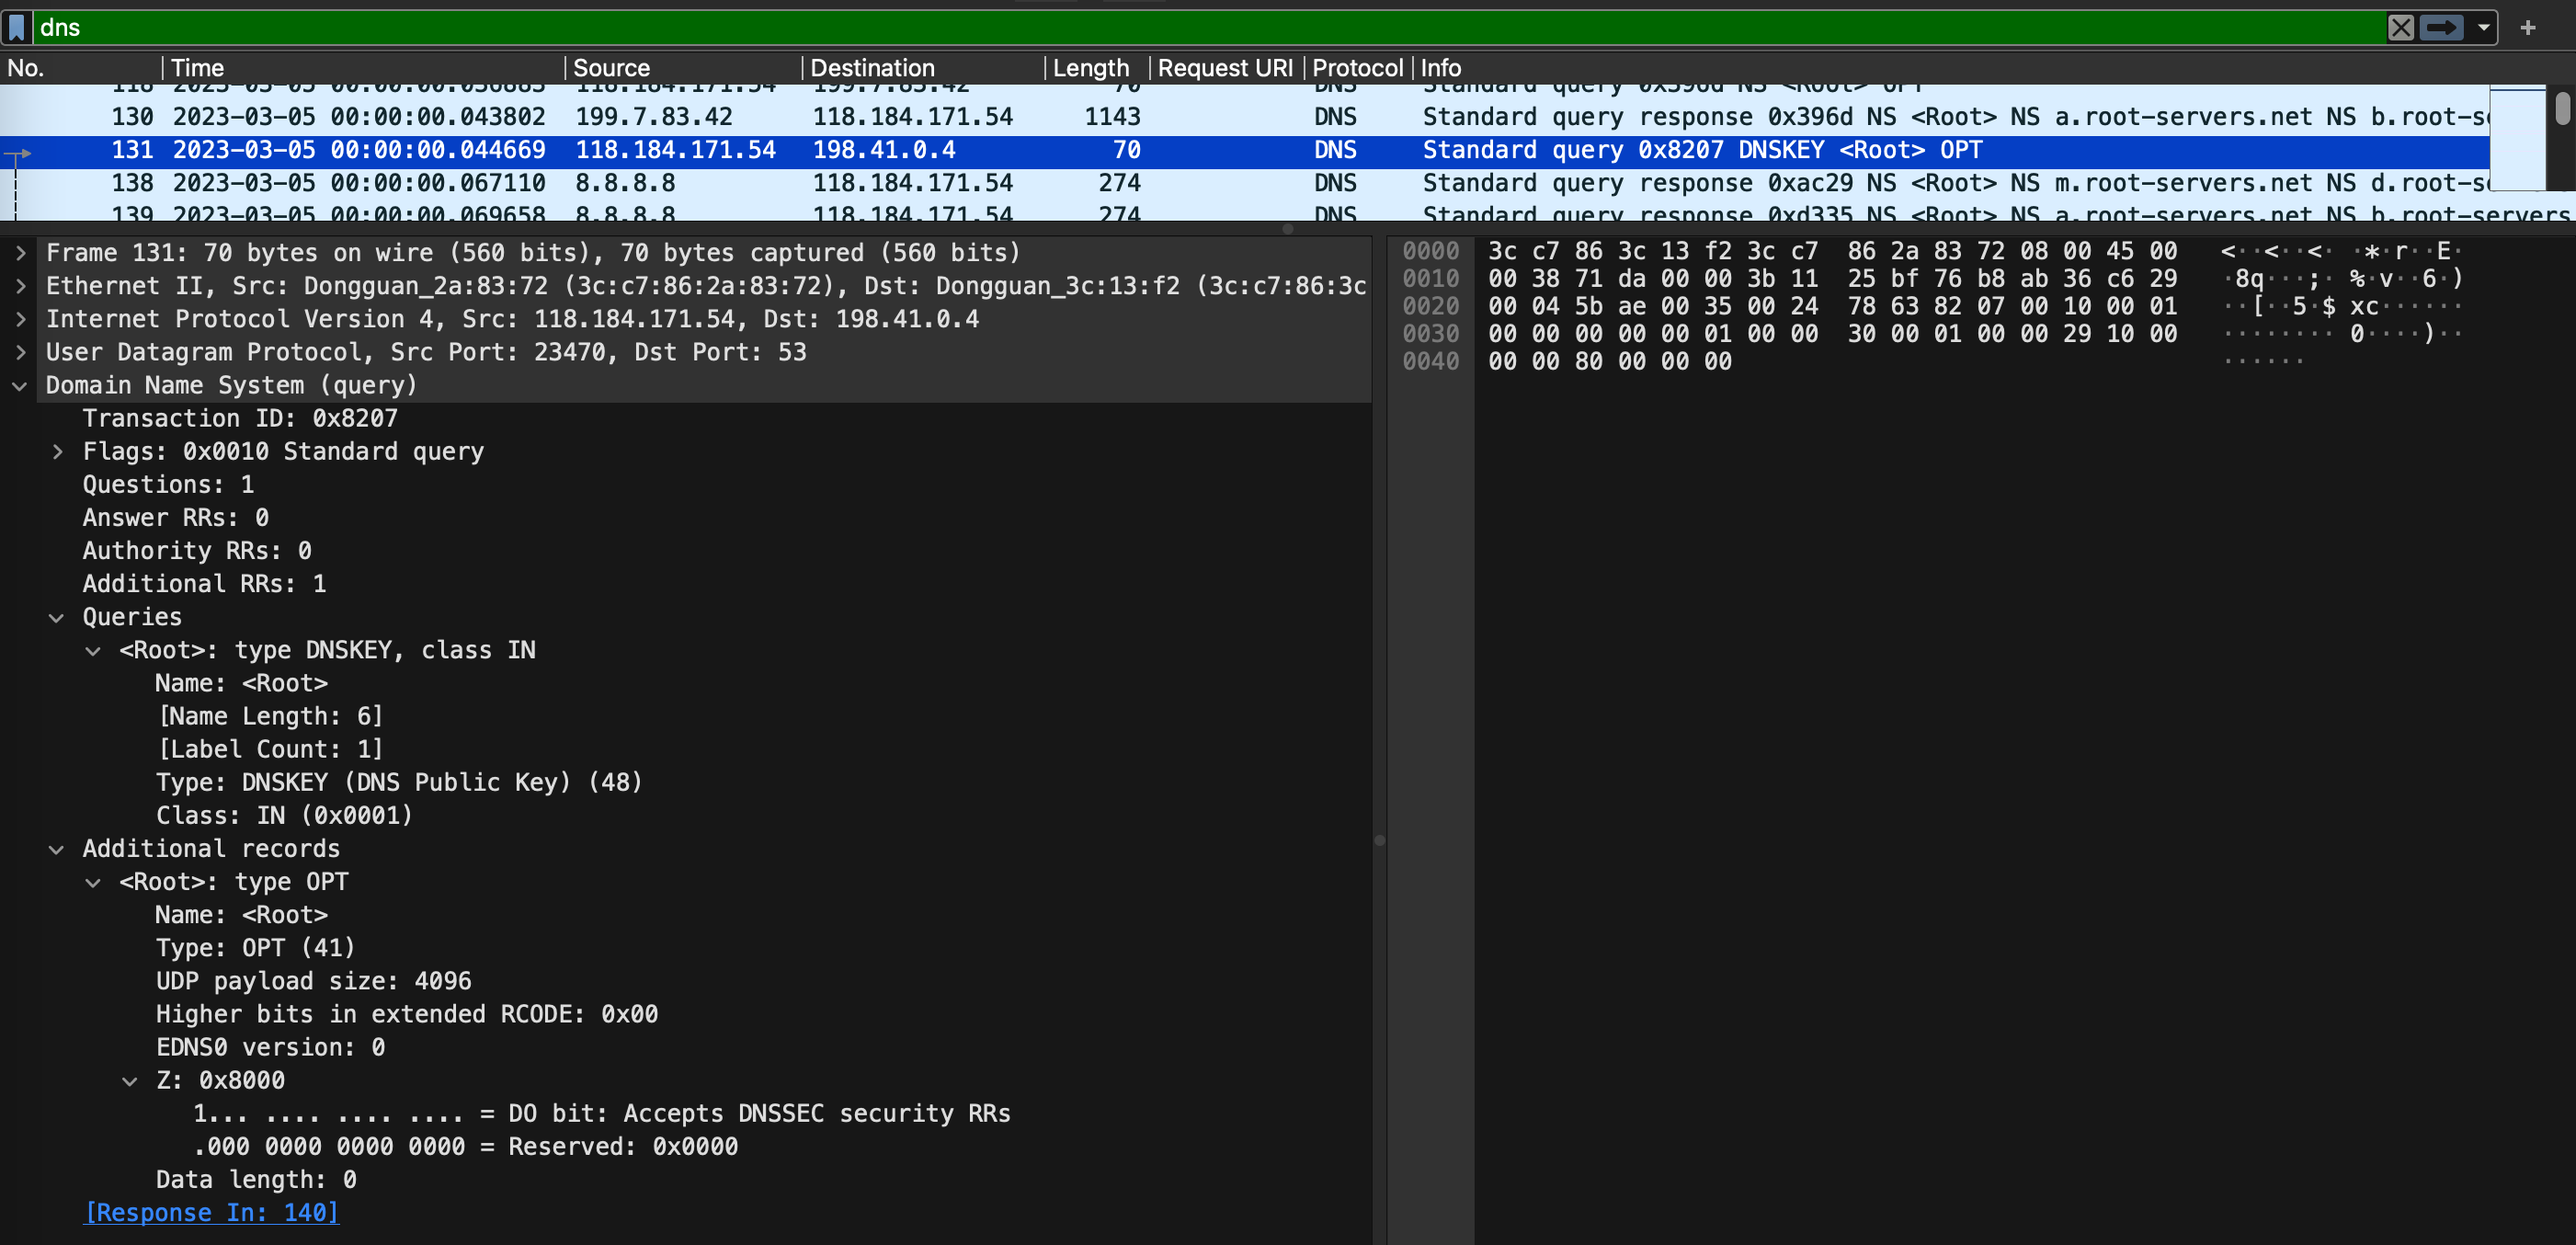 dns
No. Time Source Destination Length Request URI Protocol Info
118 2023-03-05 00:00:00.036883 118.184.171.54 199.7.83.42 70 DNS Standard query 0x396d NS <Root> OPT
130 2023-03-05 00:00:00.043802 199.7.83.42 118.184.171.54 1143 DNS Standard query response 0x396d NS <Root> NS a.root-servers.net NS b.root-se
131 2023-03-05 00:00:00.044669 118.184.171.54 198.41.0.4 70 DNS Standard query 0x8207 DNSKEY <Root> OPT
138 2023-03-05 00:00:00.067110 8.8.8.8 118.184.171.54 274 DNS Standard query response 0xac29 NS <Root> NS m.root-servers.net NS d.root-se
139 2023-03-05 00:00:00.069658 8.8.8.8 118.184.171.54 274 DNS Standard query response 0xd335 NS <Root> NS a.root-servers.net NS b.root-servers
Frame 131: 70 bytes on wire (560 bits), 70 bytes captured (560 bits)
Ethernet II, Src: Dongguan_2a:83:72 (3c:c7:86:2a:83:72), Dst: Dongguan_3c:13:f2 (3c:c7:86:3c
Internet Protocol Version 4, Src: 118.184.171.54, Dst: 198.41.0.4
User Datagram Protocol, Src Port: 23470, Dst Port: 53
Domain Name System (query)
Transaction ID: 0x8207
Flags: 0x0010 Standard query
Questions: 1
Answer RRs: 0
Authority RRs: 0
Additional RRs: 1
Queries
<Root>: type DNSKEY, class IN
Name: <Root>
[Name Length: 6]
[Label Count: 1]
Type: DNSKEY (DNS Public Key) (48)
Class: IN (0x0001)
Additional records
<Root>: type OPT
Name: <Root>
Type: OPT (41)
UDP payload size: 4096
Higher bits in extended RCODE: 0x00
EDNS0 version: 0
Z: 0x8000
1... .... .... .... = DO bit: Accepts DNSSEC security RRs
.000 0000 0000 0000 = Reserved: 0x0000
Data length: 0
[Response In: 140]
0000 3c c7 86 3c 13 f2 3c c7 86 2a 83 72 08 00 45 00 <··<··<· ·*·r··E·
0010 00 38 71 da 00 00 3b 11 25 bf 76 b8 ab 36 c6 29 ·8q···;· %·v··6·)
0020 00 04 5b ae 00 35 00 24 78 63 82 07 00 10 00 01 ··[··5·$ xc······
0030 00 00 00 00 00 01 00 00 30 00 01 00 00 29 10 00 ········ 0····)··
0040 00 00 80 00 00 00 ······